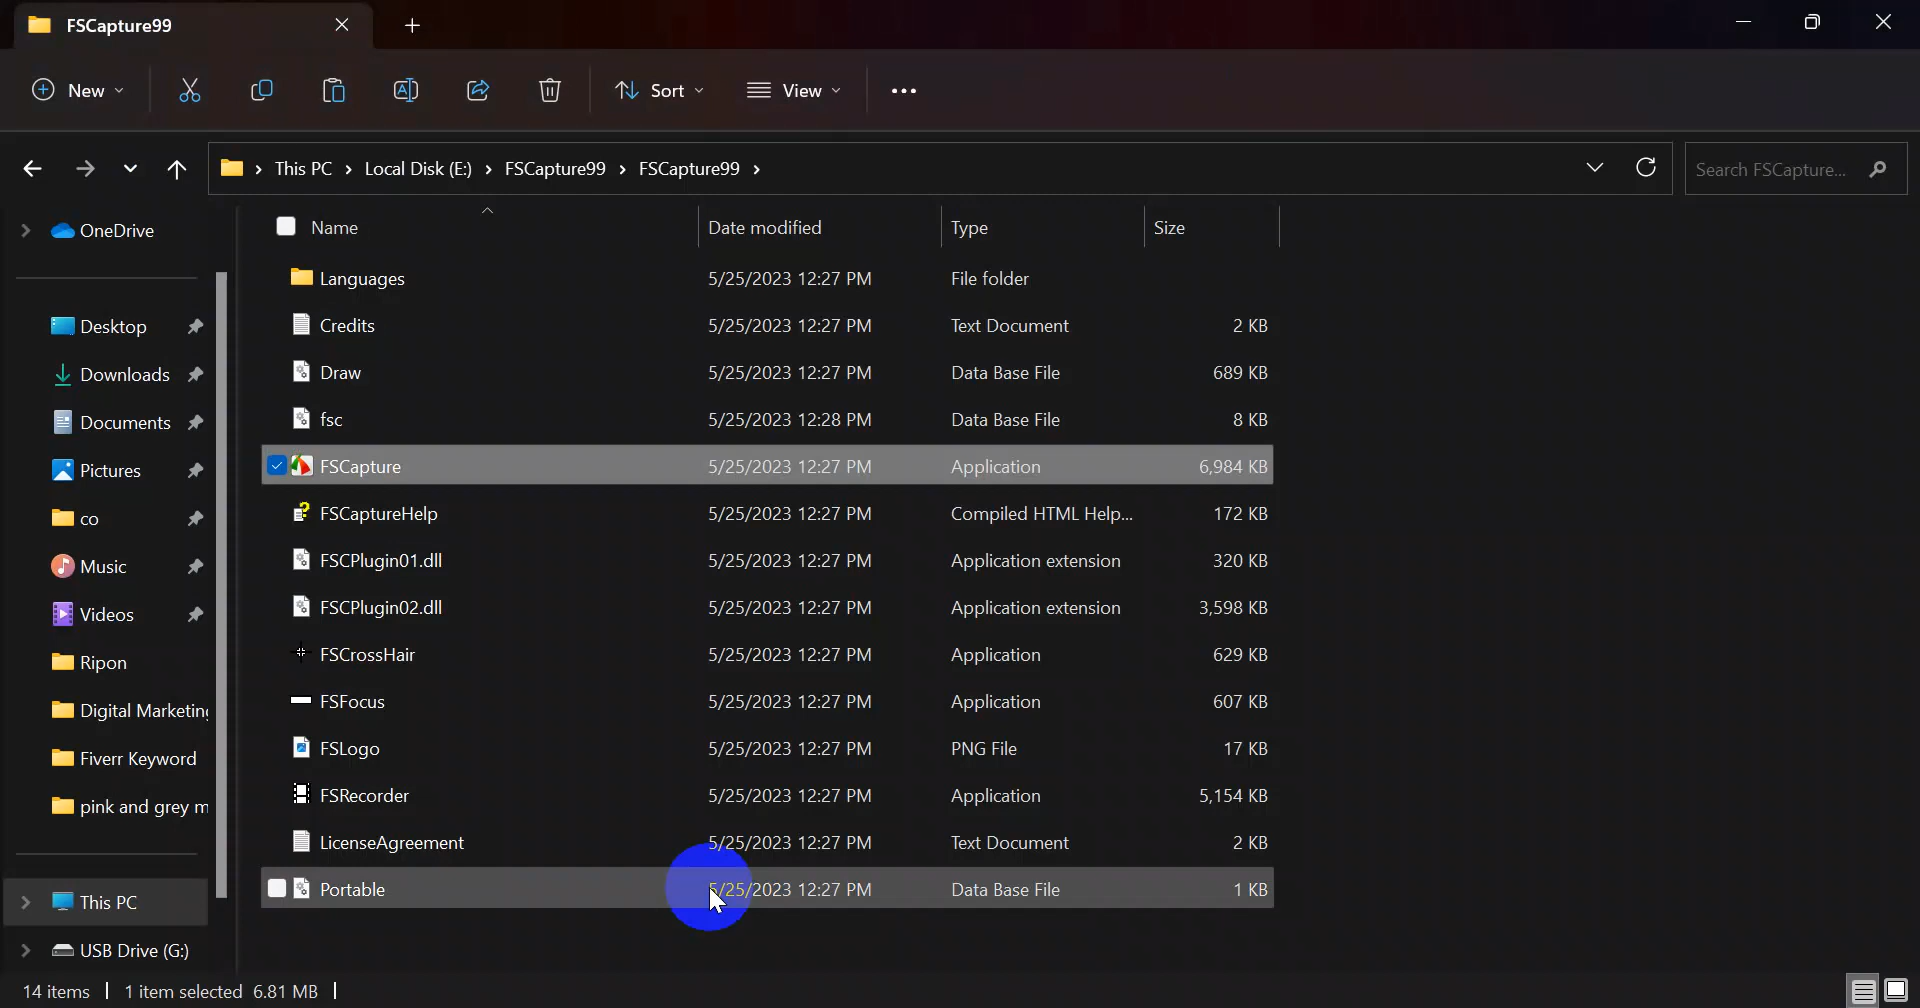 FSCapture99
New
Sort
View
This PC
Local Disk (E:)
FSCapture99
FSCapture99
Search FSCapture...
OneDrive
Desktop
Downloads
Documents
Pictures
co
Music
Videos
Ripon
Digital Marketing
Fiverr Keyword
pink and grey m
This PC
USB Drive (G:)
Name Date modified Type Size
Languages 5/25/2023 12:27 PM File folder
Credits 5/25/2023 12:27 PM Text Document 2 KB
Draw 5/25/2023 12:27 PM Data Base File 689 KB
fsc 5/25/2023 12:28 PM Data Base File 8 KB
FSCapture 5/25/2023 12:27 PM Application 6,984 KB
FSCaptureHelp 5/25/2023 12:27 PM Compiled HTML Help... 172 KB
FSCPlugin01.dll 5/25/2023 12:27 PM Application extension 320 KB
FSCPlugin02.dll 5/25/2023 12:27 PM Application extension 3,598 KB
FSCrossHair 5/25/2023 12:27 PM Application 629 KB
FSFocus 5/25/2023 12:27 PM Application 607 KB
FSLogo 5/25/2023 12:27 PM PNG File 17 KB
FSRecorder 5/25/2023 12:27 PM Application 5,154 KB
LicenseAgreement 5/25/2023 12:27 PM Text Document 2 KB
Portable 5/25/2023 12:27 PM Data Base File 1 KB
14 items 1 item selected 6.81 MB